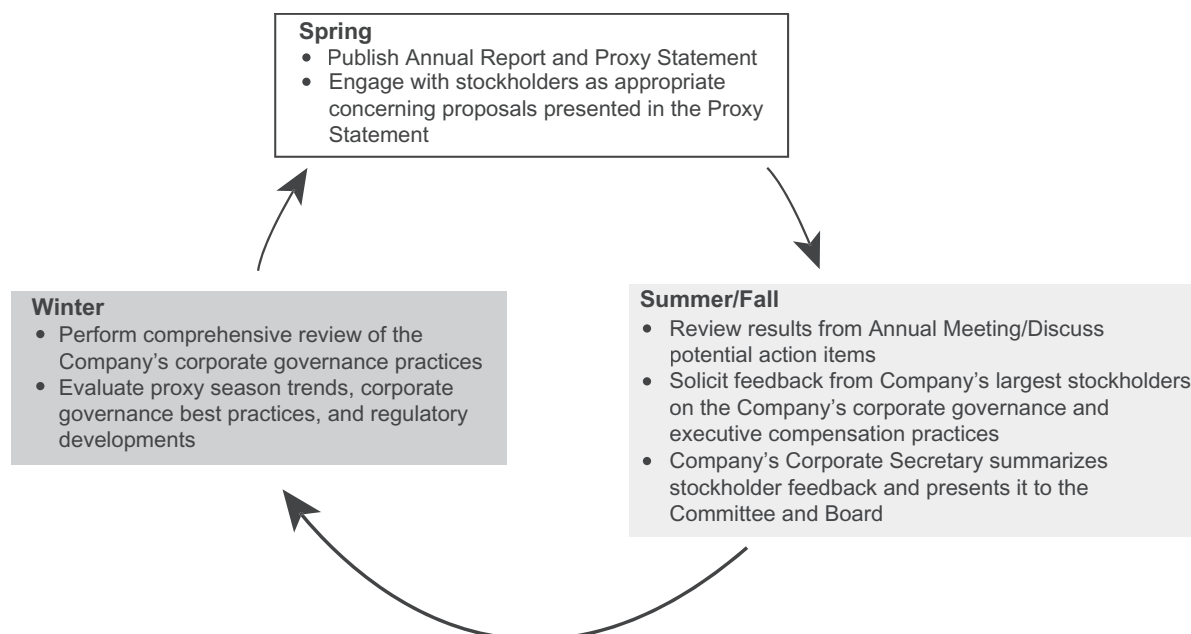 Spring
• Publish Annual Report and Proxy Statement
• Engage with stockholders as appropriate
concerning proposals presented in the Proxy
Statement
Winter
• Perform comprehensive review of the
Company’s corporate governance practices
• Evaluate proxy season trends, corporate
governance best practices, and regulatory
developments
Summer/Fall
• Review results from Annual Meeting/Discuss
potential action items
• Solicit feedback from Company’s largest stockholders
on the Company’s corporate governance and
executive compensation practices
• Company’s Corporate Secretary summarizes
stockholder feedback and presents it to the
Committee and Board